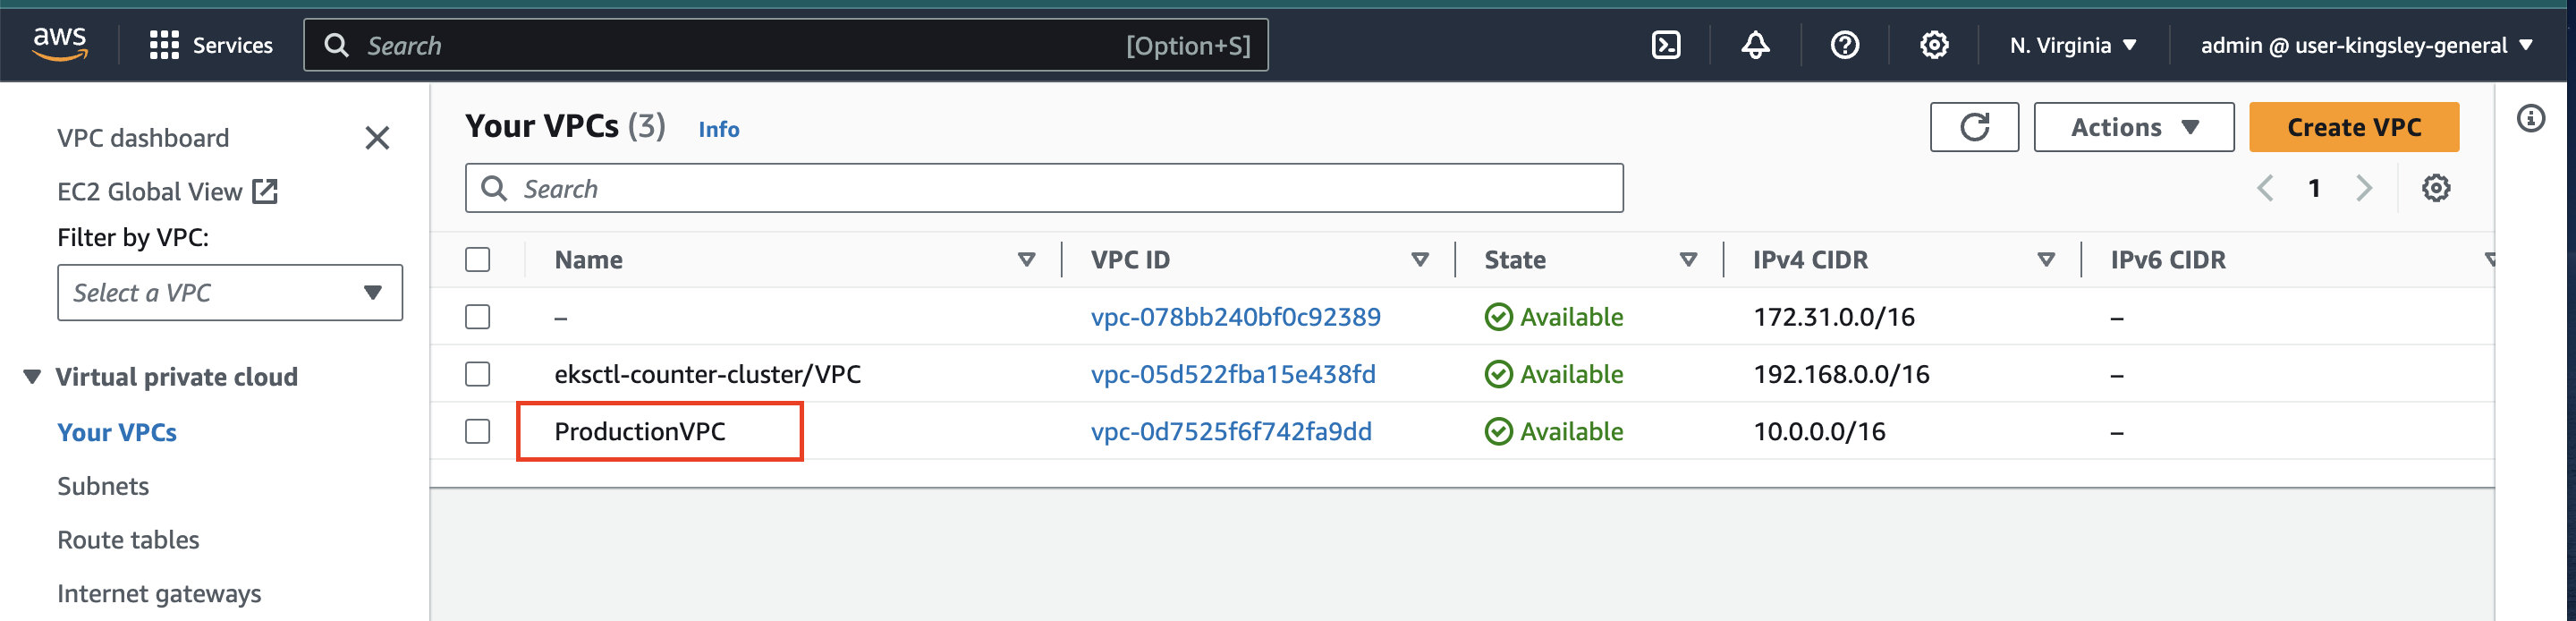 aws
Services
Search [Option+S]
N. Virginia
admin @ user-kingsley-general
VPC dashboard
EC2 Global View
Filter by VPC:
Select a VPC
Virtual private cloud
Your VPCs
Subnets
Route tables
Internet gateways
Your VPCs (3) Info
Actions
Create VPC
Search
1
Name VPC ID State IPv4 CIDR IPv6 CIDR
– vpc-078bb240bf0c92389 Available 172.31.0.0/16 –
eksctl-counter-cluster/VPC vpc-05d522fba15e438fd Available 192.168.0.0/16 –
ProductionVPC vpc-0d7525f6f742fa9dd Available 10.0.0.0/16 –